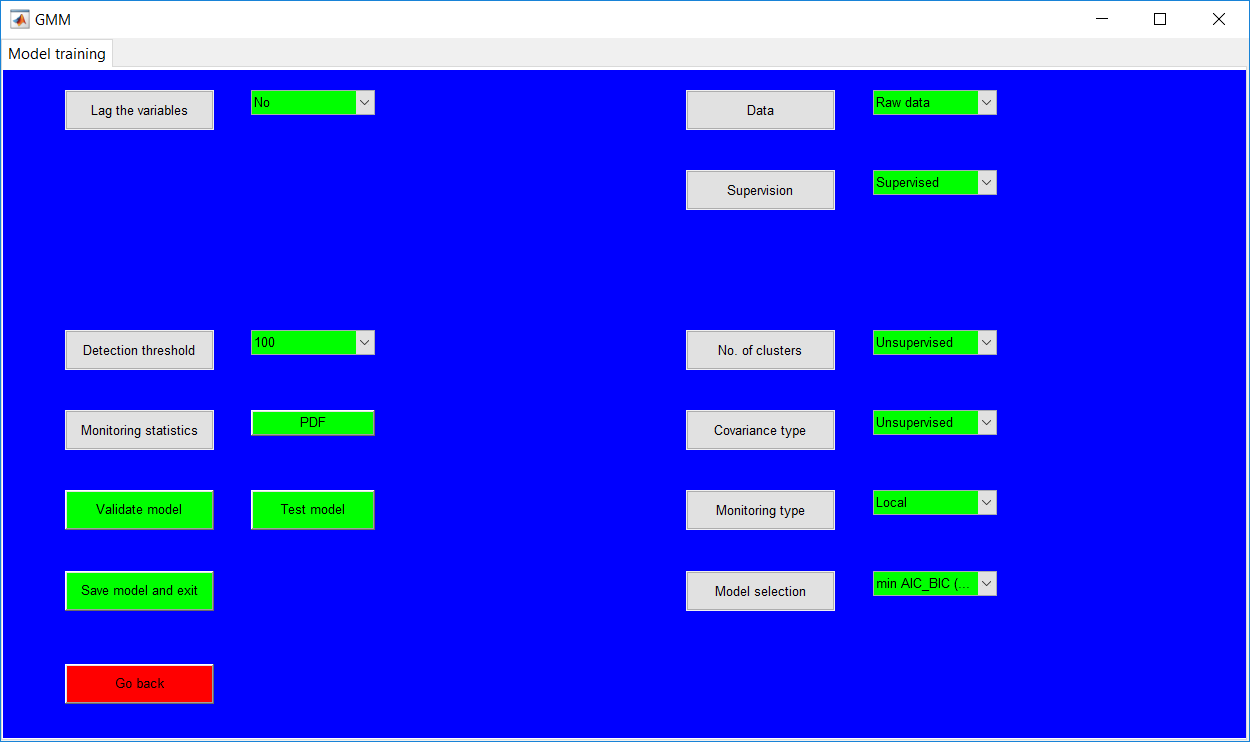 GMM
Model training
Lag the variables
No
Data
Raw data
Supervision
Supervised
Detection threshold
100
No. of clusters
Unsupervised
Monitoring statistics
PDF
Covariance type
Unsupervised
Validate model
Test model
Monitoring type
Local
Save model and exit
Model selection
min AIC_BIC (...
Go back